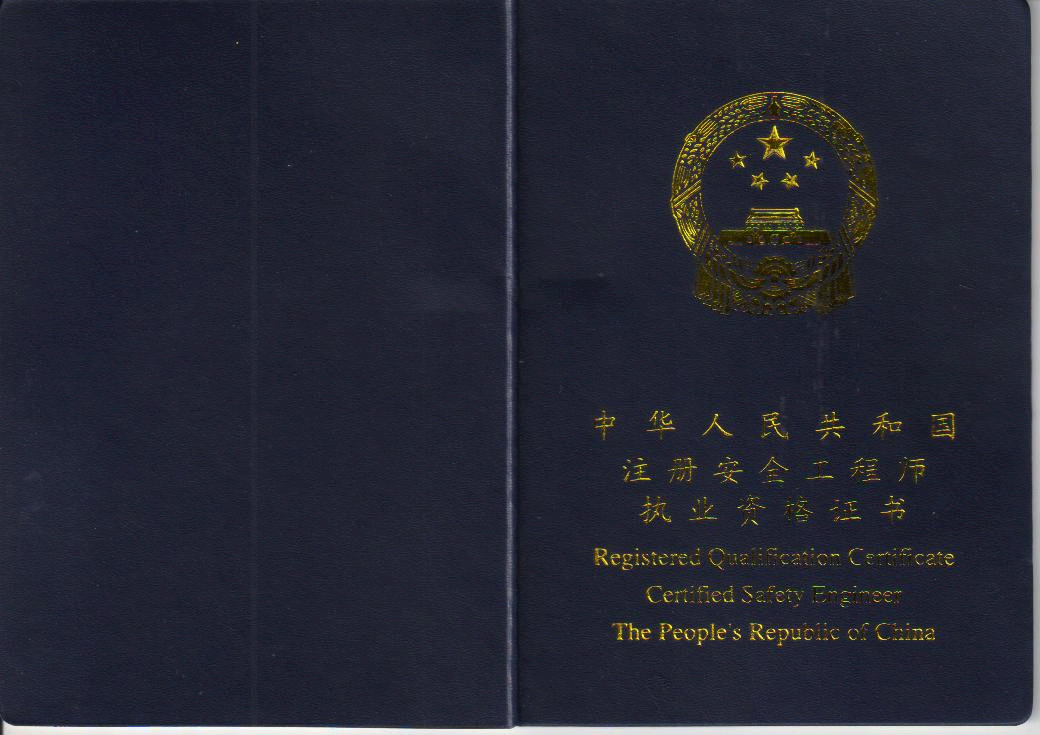 中华人民共和国
注册安全工程师
执业资格证书
Registered Qualification Certificate
Certified Safety Engineer
The People's Republic of China